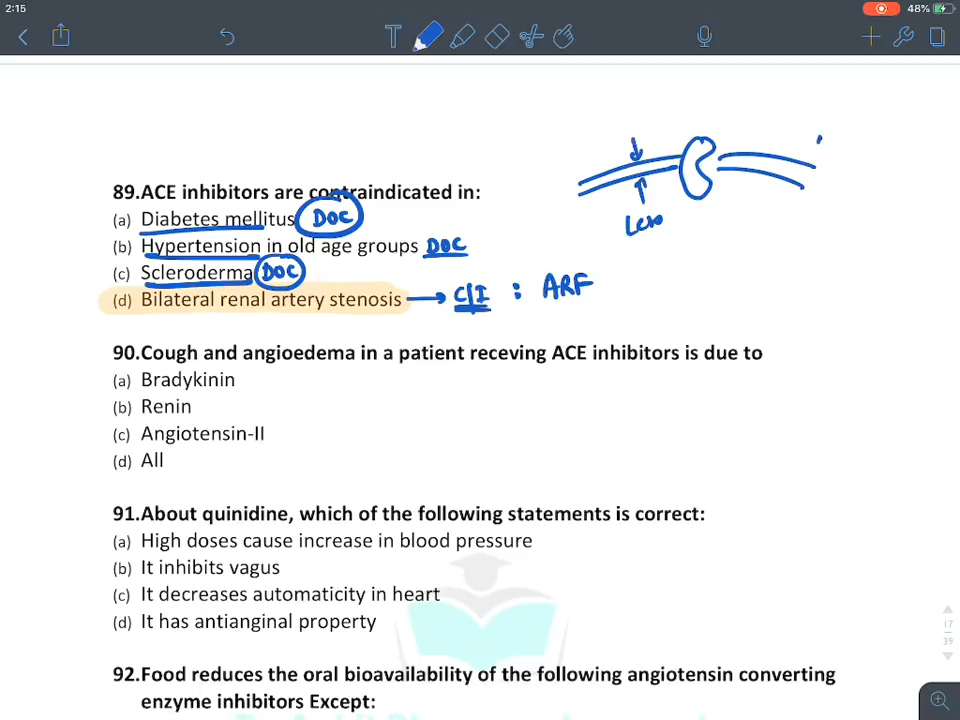 2:15
48%
T
89.ACE inhibitors are contraindicated in:
(a) Diabetes mellitus DOC
(b) Hypertension in old age groups DOC
(c) Scleroderma DOC
(d) Bilateral renal artery stenosis → C/I : ARF
90.Cough and angioedema in a patient receving ACE inhibitors is due to
(a) Bradykinin
(b) Renin
(c) Angiotensin-II
(d) All
91.About quinidine, which of the following statements is correct:
(a) High doses cause increase in blood pressure
(b) It inhibits vagus
(c) It decreases automaticity in heart
(d) It has antianginal property
17
39
92.Food reduces the oral bioavailability of the following angiotensin converting
enzyme inhibitors Except: